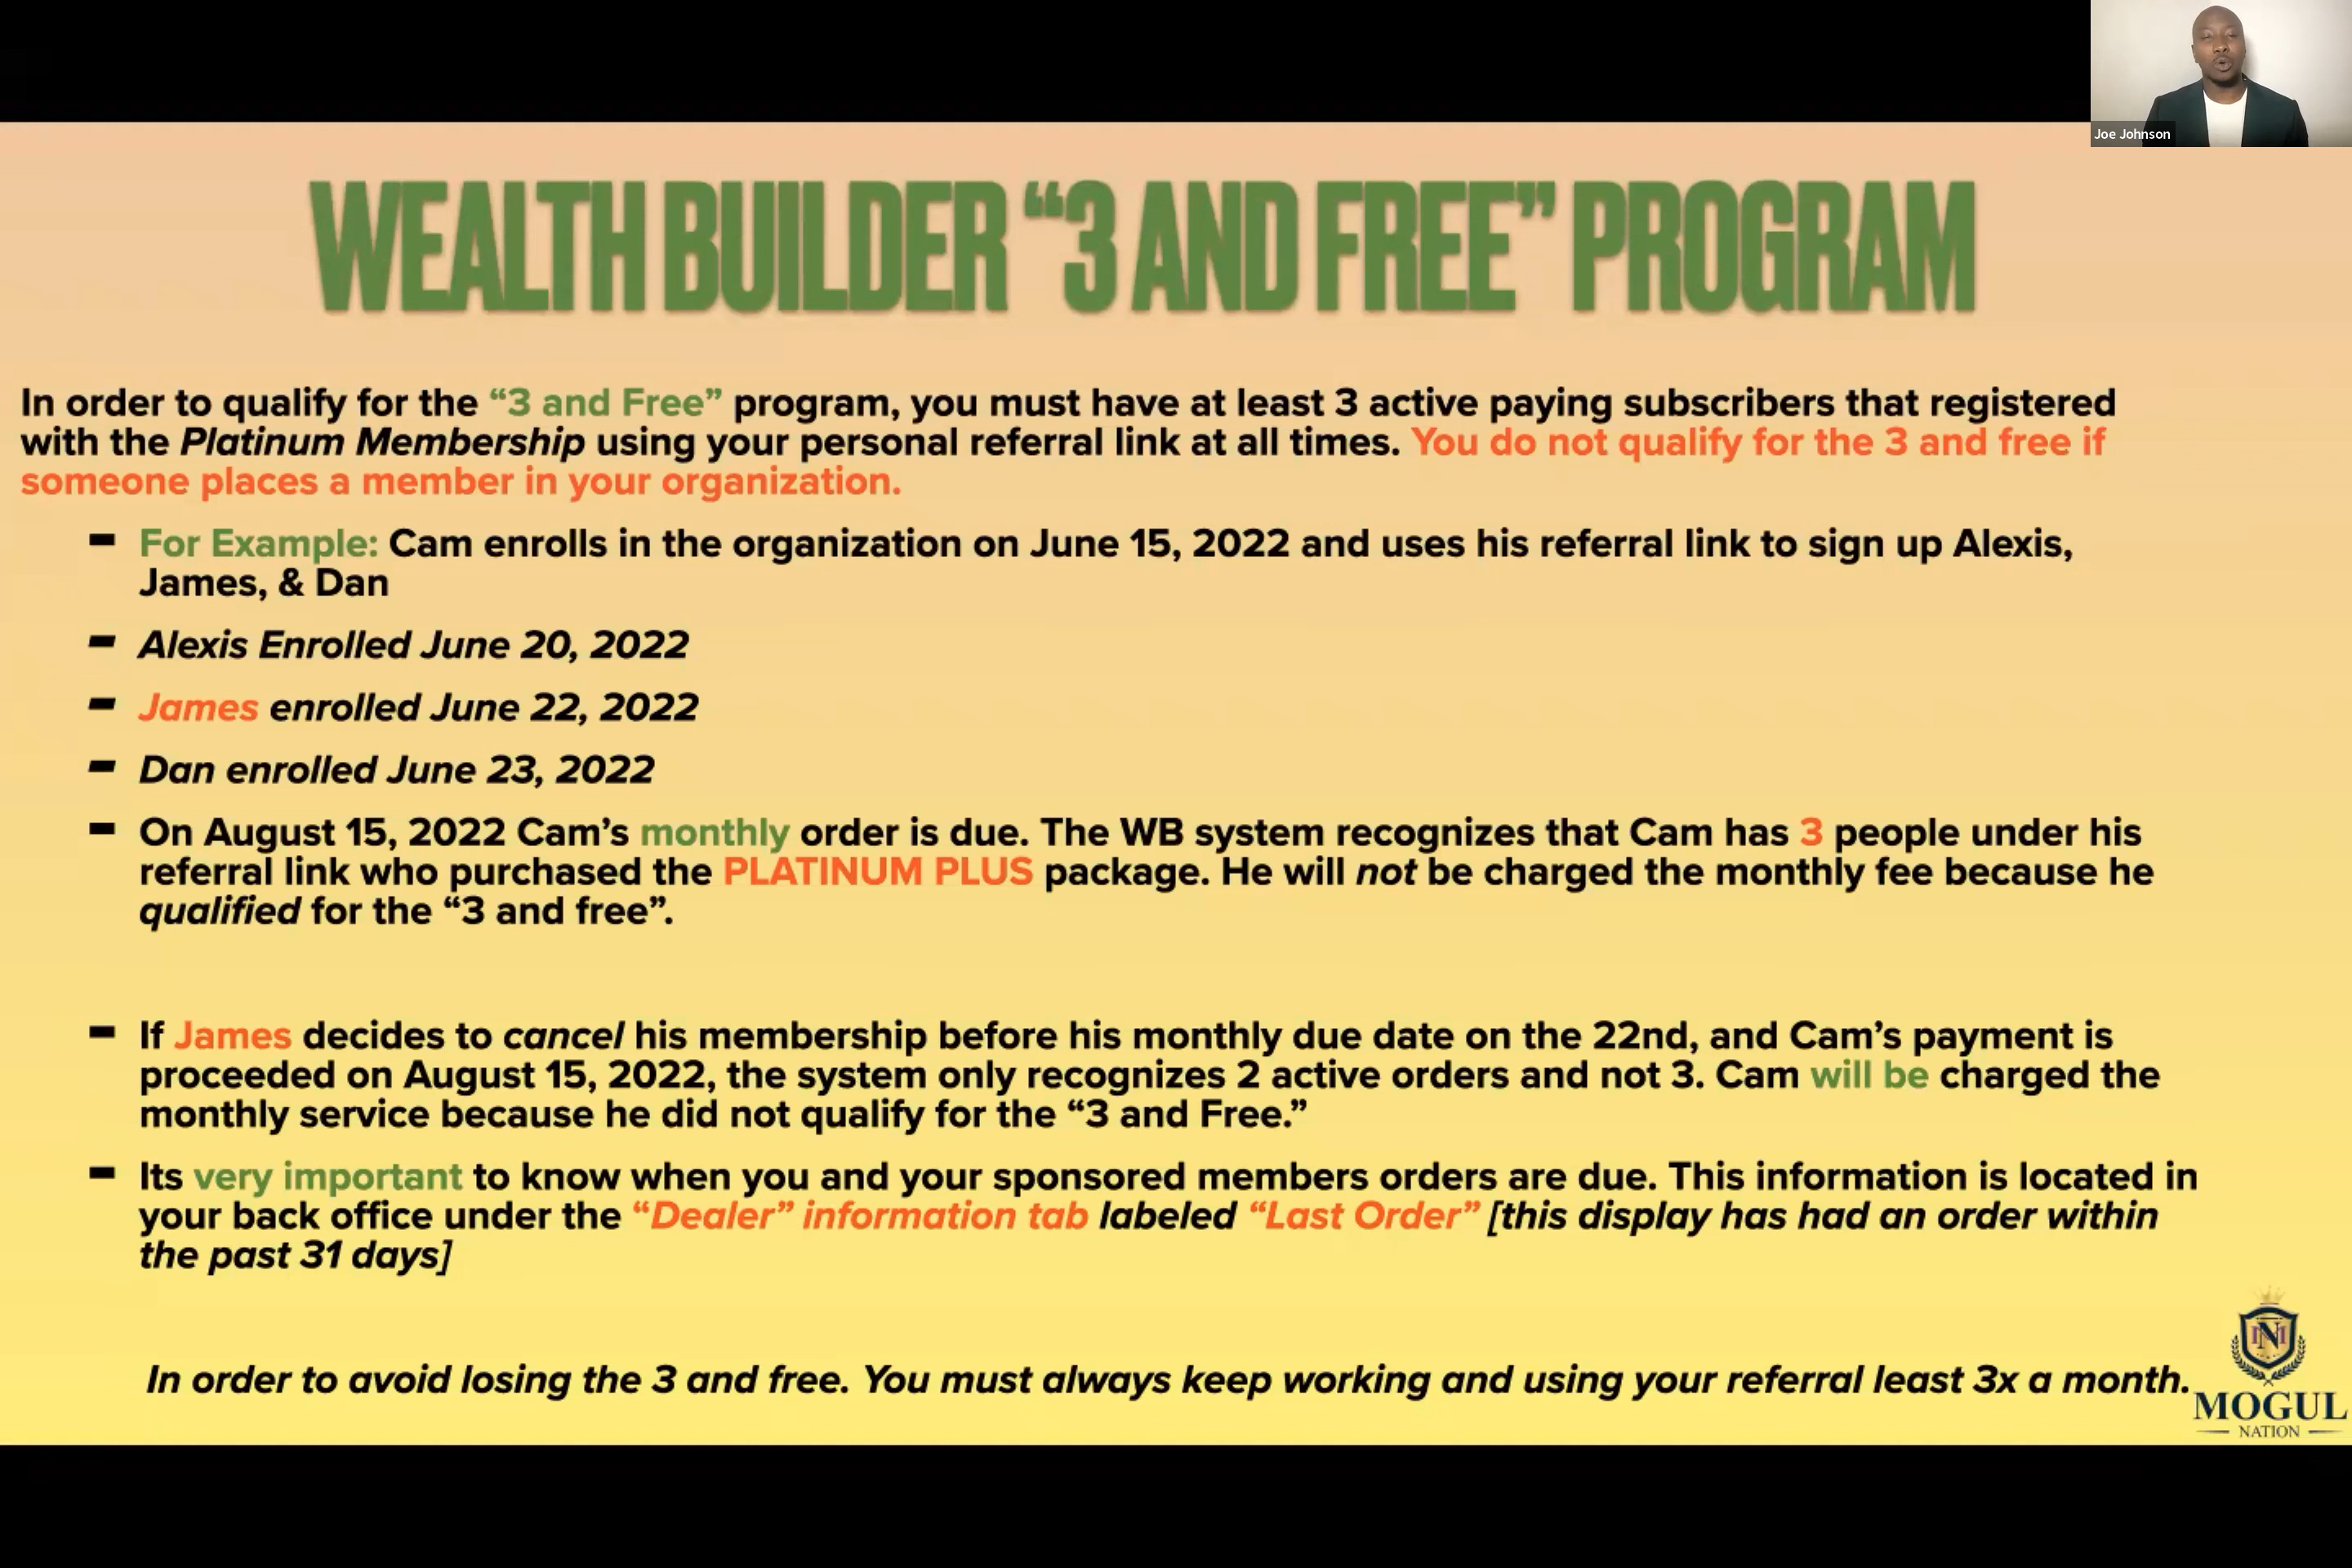 Joe Johnson
WEALTH BUILDER “3 AND FREE” PROGRAM
In order to qualify for the “3 and Free” program, you must have at least 3 active paying subscribers that registered
with the Platinum Membership using your personal referral link at all times. You do not qualify for the 3 and free if
someone places a member in your organization.
- For Example: Cam enrolls in the organization on June 15, 2022 and uses his referral link to sign up Alexis,
James, & Dan
- Alexis Enrolled June 20, 2022
- James enrolled June 22, 2022
- Dan enrolled June 23, 2022
- On August 15, 2022 Cam’s monthly order is due. The WB system recognizes that Cam has 3 people under his
referral link who purchased the PLATINUM PLUS package. He will not be charged the monthly fee because he
qualified for the “3 and free”.
- If James decides to cancel his membership before his monthly due date on the 22nd, and Cam’s payment is
proceeded on August 15, 2022, the system only recognizes 2 active orders and not 3. Cam will be charged the
monthly service because he did not qualify for the “3 and Free.”
- Its very important to know when you and your sponsored members orders are due. This information is located in
your back office under the “Dealer” information tab labeled “Last Order” [this display has had an order within
the past 31 days]
In order to avoid losing the 3 and free. You must always keep working and using your referral least 3x a month.
MOGUL
NATION